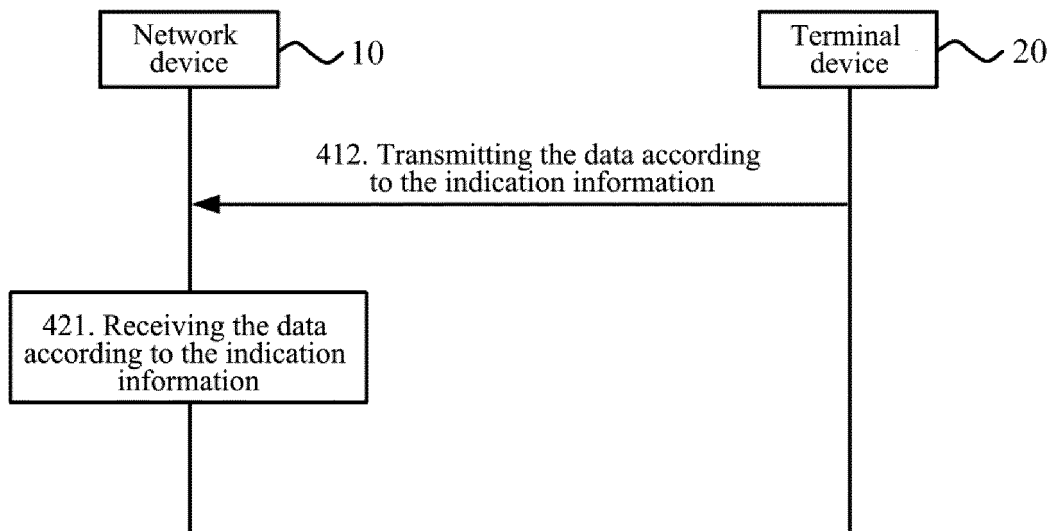 Network
device
10
Terminal
device
20
412. Transmitting the data according
to the indication information
421. Receiving the data
according to the indication
information